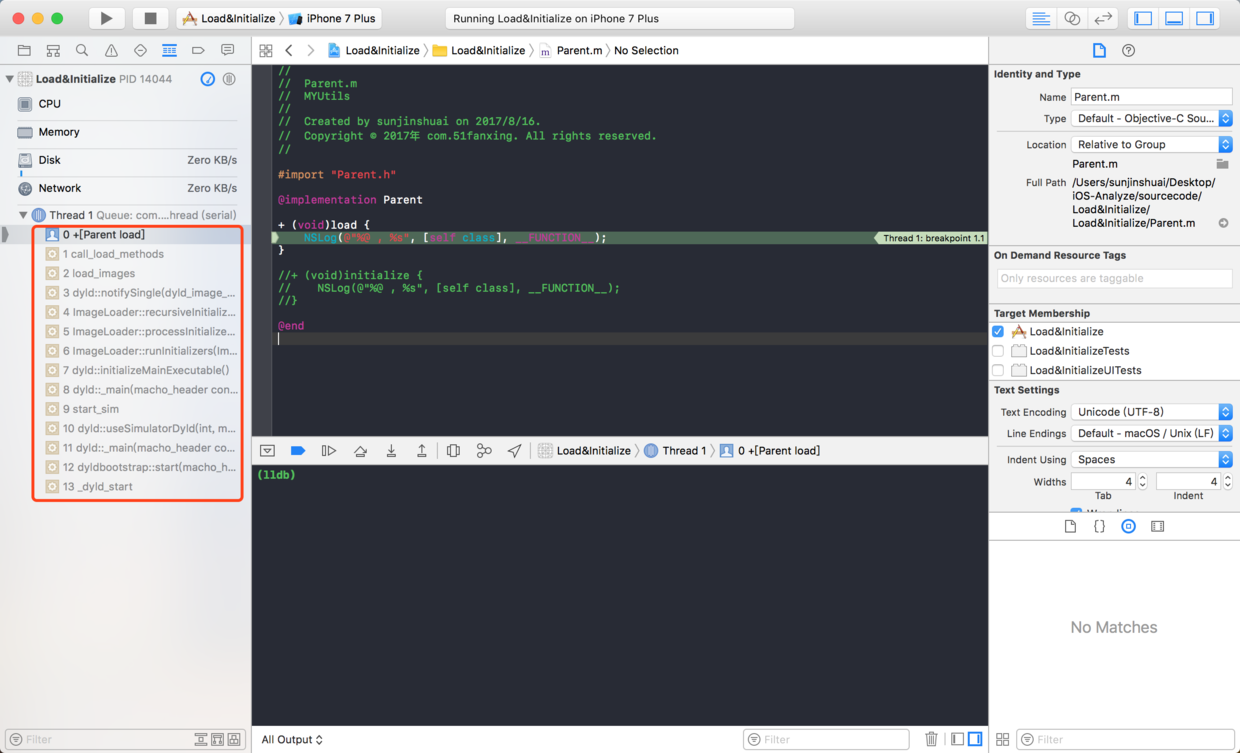 Load&Initialize
iPhone 7 Plus
Running Load&Initialize on iPhone 7 Plus
Load&Initialize
Load&Initialize
m Parent.m
No Selection
Load&Initialize PID 14044
CPU
Memory
Disk Zero KB/s
Network Zero KB/s
Thread 1 Queue: com....hread (serial)
0 +[Parent load]
1 call_load_methods
2 load_images
3 dyld::notifySingle(dyld_image_...
4 ImageLoader::recursiveInitializ...
5 ImageLoader::processInitialize...
6 ImageLoader::runInitializers(Im...
7 dyld::initializeMainExecutable()
8 dyld::_main(macho_header con...
9 start_sim
10 dyld::useSimulatorDyld(int, m...
11 dyld::_main(macho_header co...
12 dyldbootstrap::start(macho_h...
13 _dyld_start
Filter
//
// Parent.m
// MYUtils
//
// Created by sunjinshuai on 2017/8/16.
// Copyright © 2017年 com.51fanxing. All rights reserved.
//
#import "Parent.h"
@implementation Parent
+ (void)load {
NSLog(@"%@ , %s", [self class], __FUNCTION__);
Thread 1: breakpoint 1.1
}
//+ (void)initialize {
// NSLog(@"%@ , %s", [self class], __FUNCTION__);
//}
@end
Load&Initialize
Thread 1
0 +[Parent load]
(lldb)
All Output
Filter
Identity and Type
Name Parent.m
Type Default - Objective-C Sou...
Location Relative to Group
Parent.m
Full Path /Users/sunjinshuai/Desktop/
iOS-Analyze/sourcecode/
Load&Initialize/
Load&Initialize/Parent.m
On Demand Resource Tags
Only resources are taggable
Target Membership
Load&Initialize
Load&InitializeTests
Load&InitializeUITests
Text Settings
Text Encoding Unicode (UTF-8)
Line Endings Default - macOS / Unix (LF)
Indent Using Spaces
Widths 4 4
Tab Indent
No Matches
Filter